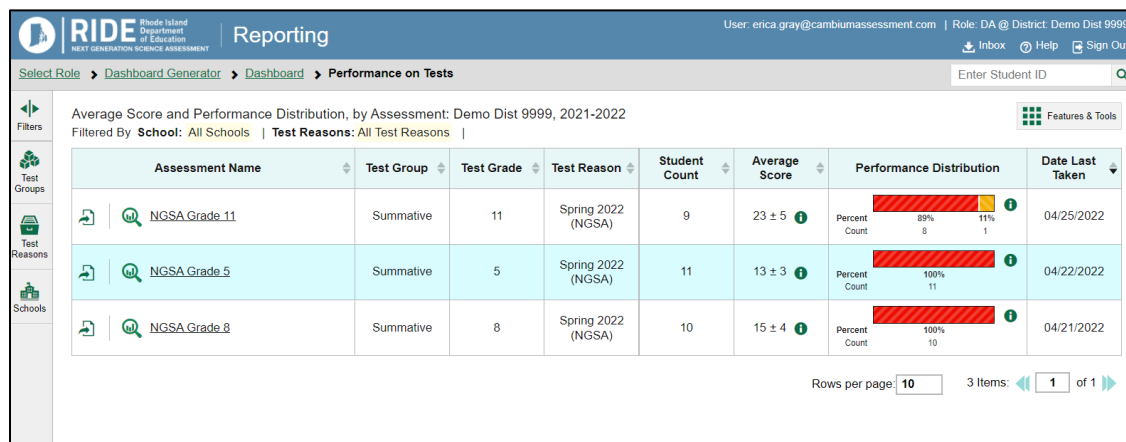 RIDE Rhode Island Department of Education
NEXT GENERATION SCIENCE ASSESSMENT
Reporting
User: erica.gray@cambiumassessment.com | Role: DA @ District: Demo Dist 9999
Inbox Help Sign Ou
Select Role Dashboard Generator Dashboard Performance on Tests
Enter Student ID
Filters
Test Groups
Test Reasons
Schools
Average Score and Performance Distribution, by Assessment: Demo Dist 9999, 2021-2022
Filtered By School: All Schools | Test Reasons: All Test Reasons |
Features & Tools
Assessment Name Test Group Test Grade Test Reason Student Count Average Score Performance Distribution Date Last Taken
NGSA Grade 11 Summative 11 Spring 2022 (NGSA) 9 23 ± 5 Percent 89% 11% 04/25/2022
Count 8 1
NGSA Grade 5 Summative 5 Spring 2022 (NGSA) 11 13 ± 3 Percent 100% 04/22/2022
Count 11
NGSA Grade 8 Summative 8 Spring 2022 (NGSA) 10 15 ± 4 Percent 100% 04/21/2022
Count 10
Rows per page: 10 3 Items: 1 of 1